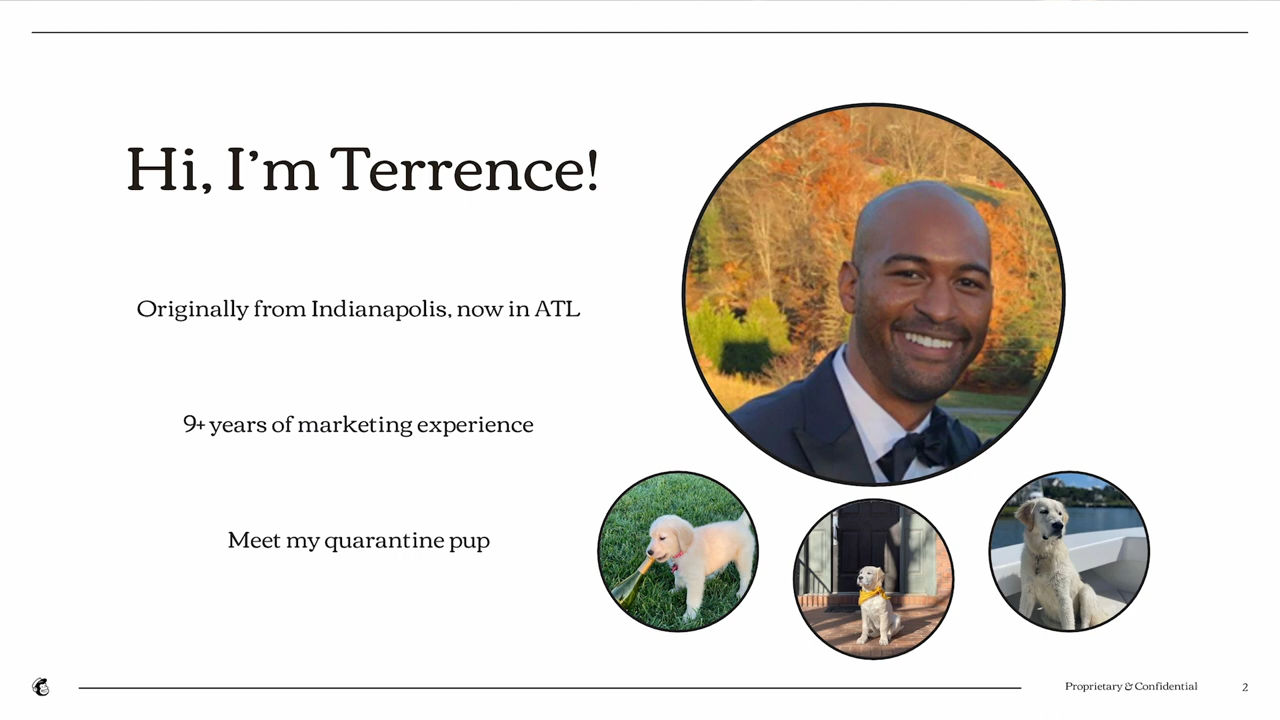 Hi, I'm Terrence!
Originally from Indianapolis, now in ATL
9+ years of marketing experience
Meet my quarantine pup
Proprietary & Confidential
2